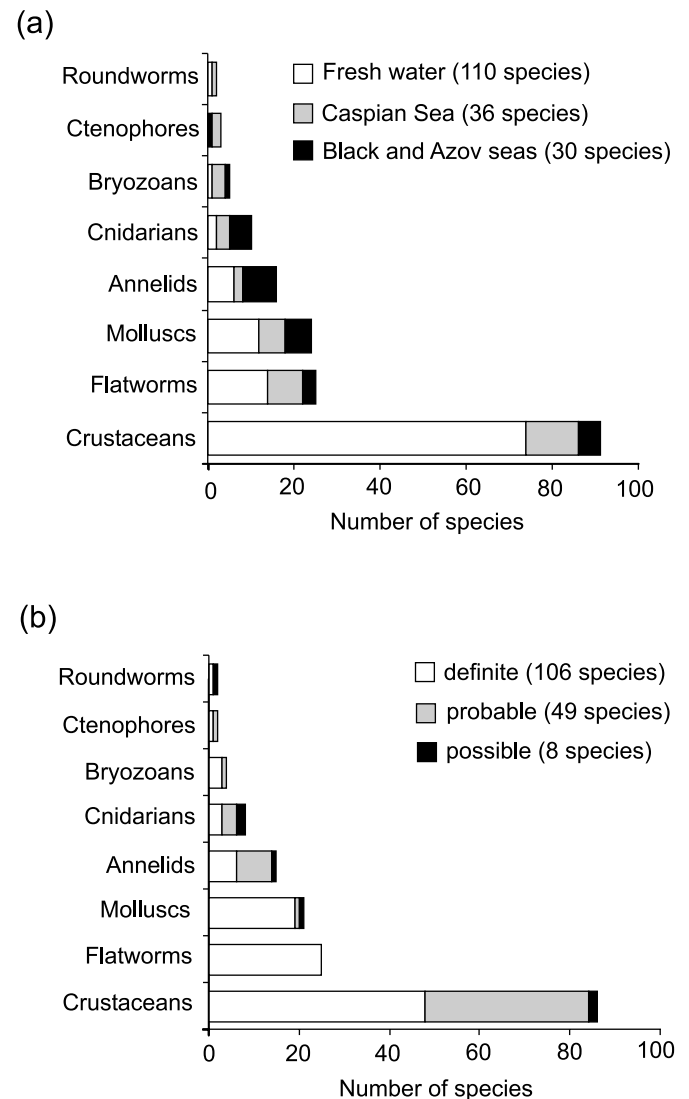 (a)
Roundworms
Ctenophores
Bryozoans
Cnidarians
Annelids
Molluscs
Flatworms
Crustaceans
Fresh water (110 species)
Caspian Sea (36 species)
Black and Azov seas (30 species)
0 20 40 60 80 100
Number of species
(b)
Roundworms
Ctenophores
Bryozoans
Cnidarians
Annelids
Molluscs
Flatworms
Crustaceans
definite (106 species)
probable (49 species)
possible (8 species)
0 20 40 60 80 100
Number of species